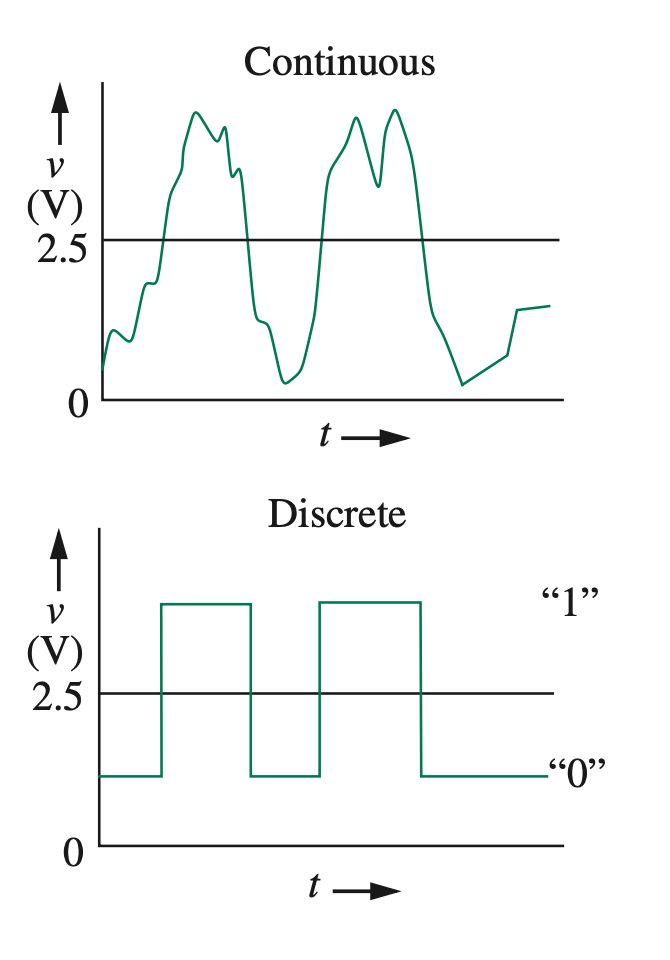 Continuous
v
(V)
2.5
0
t
Discrete
v
(V)
2.5
0
“1”
“0”
t